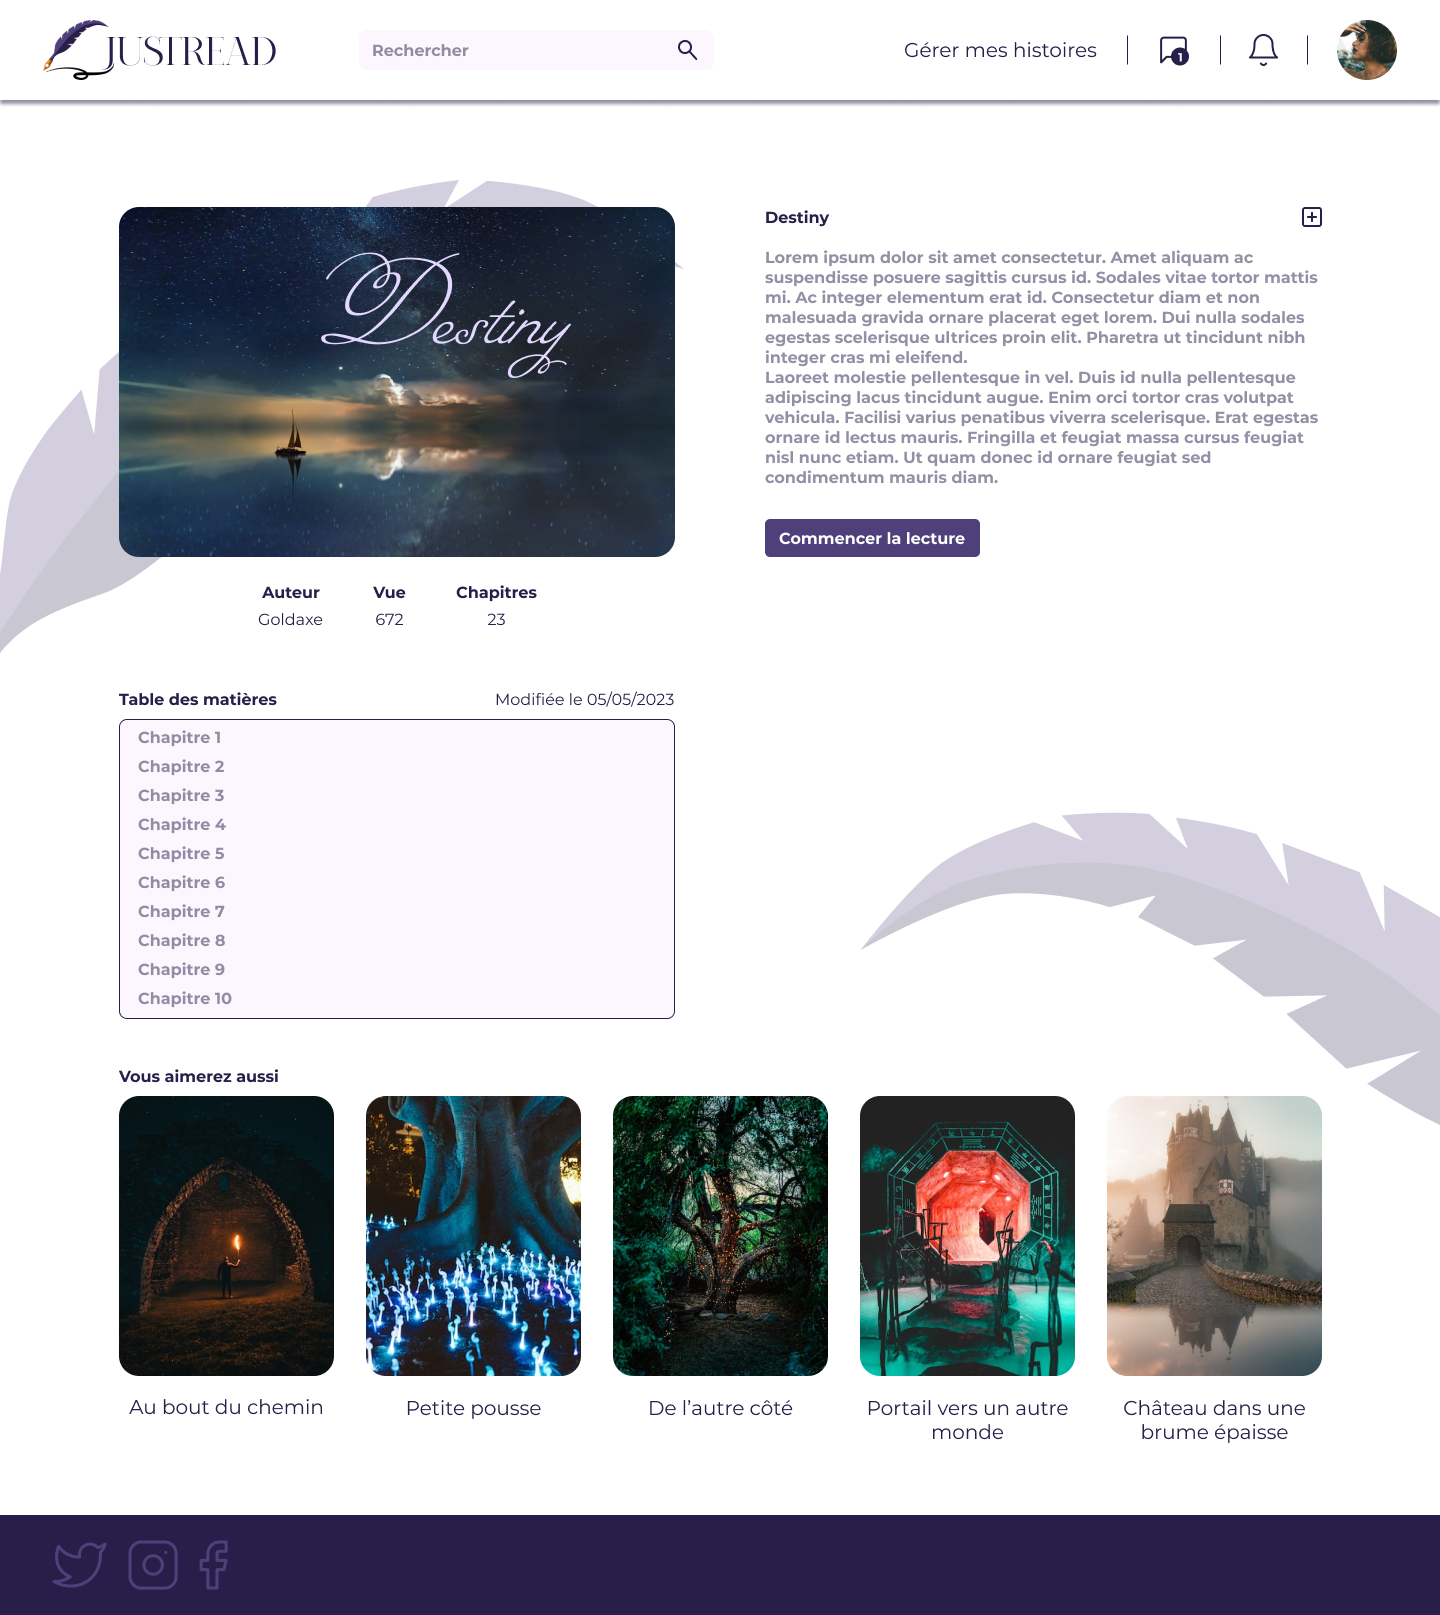 JUSTREAD
Rechercher
Gérer mes histoires
1
Destiny
Destiny
Lorem ipsum dolor sit amet consectetur. Amet aliquam ac
suspendisse posuere sagittis cursus id. Sodales vitae tortor mattis
mi. Ac integer elementum erat id. Consectetur diam et non
malesuada gravida ornare placerat eget lorem. Dui nulla sodales
egestas scelerisque ultrices proin elit. Pharetra ut tincidunt nibh
integer cras mi eleifend.
Laoreet molestie pellentesque in vel. Duis id nulla pellentesque
adipiscing lacus tincidunt augue. Enim orci tortor cras volutpat
vehicula. Facilisi varius penatibus viverra scelerisque. Erat egestas
ornare id lectus mauris. Fringilla et feugiat massa cursus feugiat
nisl nunc etiam. Ut quam donec id ornare feugiat sed
condimentum mauris diam.
Commencer la lecture
Auteur Vue Chapitres
Goldaxe 672 23
Table des matières Modifiée le 05/05/2023
Chapitre 1
Chapitre 2
Chapitre 3
Chapitre 4
Chapitre 5
Chapitre 6
Chapitre 7
Chapitre 8
Chapitre 9
Chapitre 10
Vous aimerez aussi
Au bout du chemin
Petite pousse
De l’autre côté
Portail vers un autre
monde
Château dans une
brume épaisse